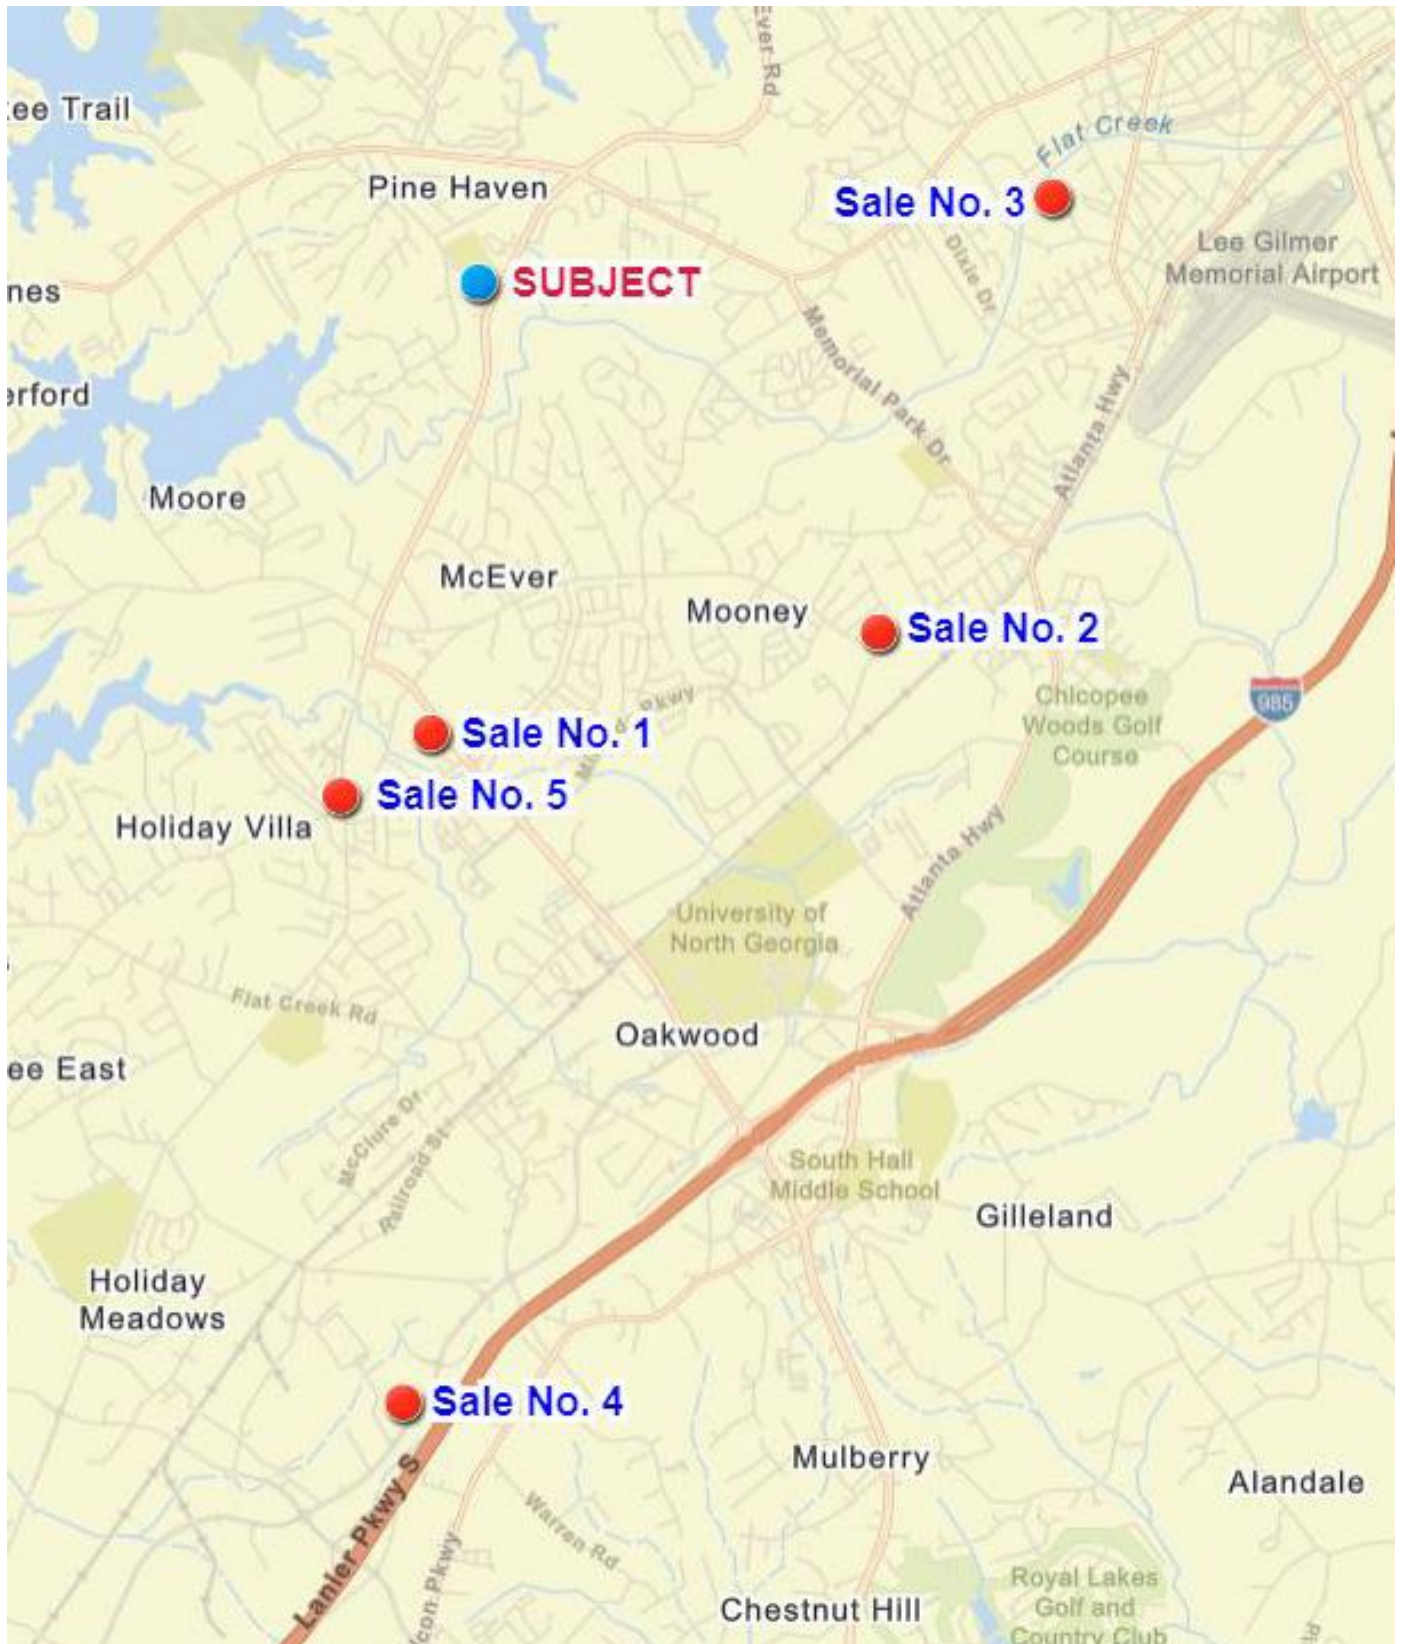 Ever Rd
ee Trail
Flat Creek
Pine Haven
Sale No. 3
Lee Gilmer
Memorial Airport
Dixie Dr
SUBJECT
nes
Memorial Park Dr
erford
Atlanta Hwy
Moore
McEver
Mooney
Sale No. 2
Chicopee
Woods Golf
Course
985
Pkwy
Sale No. 1
Sale No. 5
Holiday Villa
Atlanta Hwy
University of
North Georgia
Flat Creek Rd
Oakwood
ee East
McClure Dr
Railroad St
South Hall
Middle School
Gilleland
Holiday
Meadows
Sale No. 4
Mulberry
Lanier Pkwy S
Alandale
Warren Rd
con Pkwy
Royal Lakes
Golf and
Country Club
Chestnut Hill